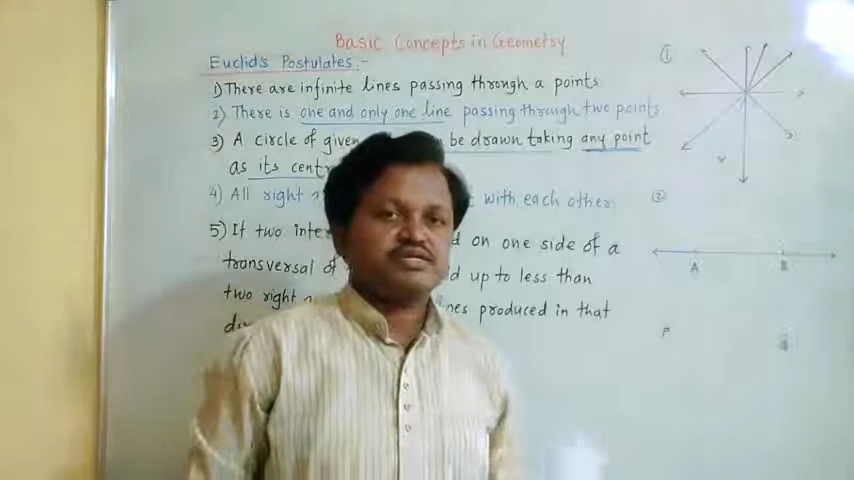 Basic Concepts in Geometry
Euclid's Postulates :-
1) There are infinite lines passing through a points
2) There is one and only one line passing through two points
3) A circle of given be drawn taking any point
as its
4) All right with each other
5) If two on one side of a
transversal of up to less than
two right produced in that
1
2
A B
P